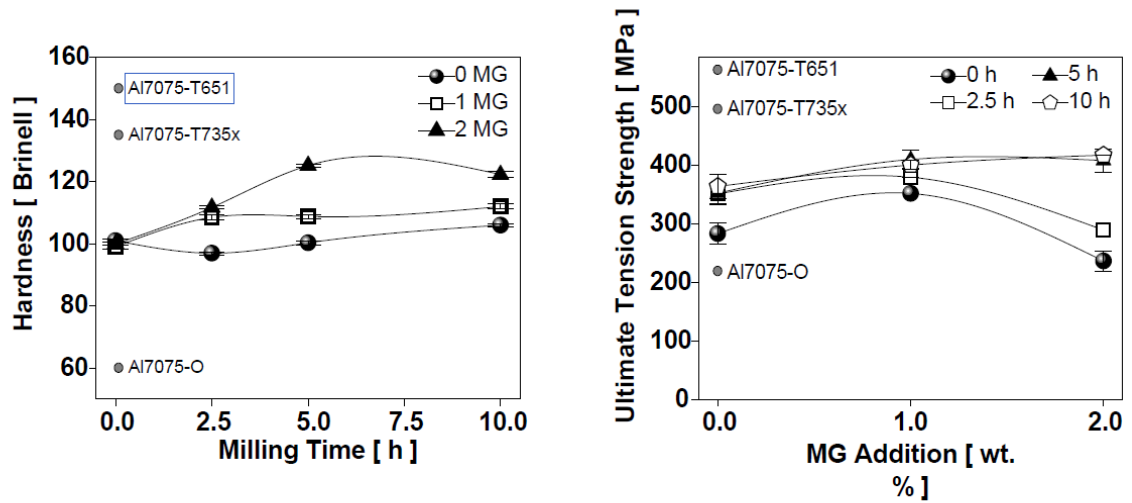 Hardness [ Brinell ]
160
140
120
100
80
60
Al7075-T651
Al7075-T735x
Al7075-O
0 MG
1 MG
2 MG
0.0 2.5 5.0 7.5 10.0
Milling Time [ h ]
Ultimate Tension Strength [ MPa ]
500
400
300
200
100
0
Al7075-T651
Al7075-T735x
Al7075-O
0 h 5 h
2.5 h 10 h
0.0 1.0 2.0
MG Addition [ wt.
% ]